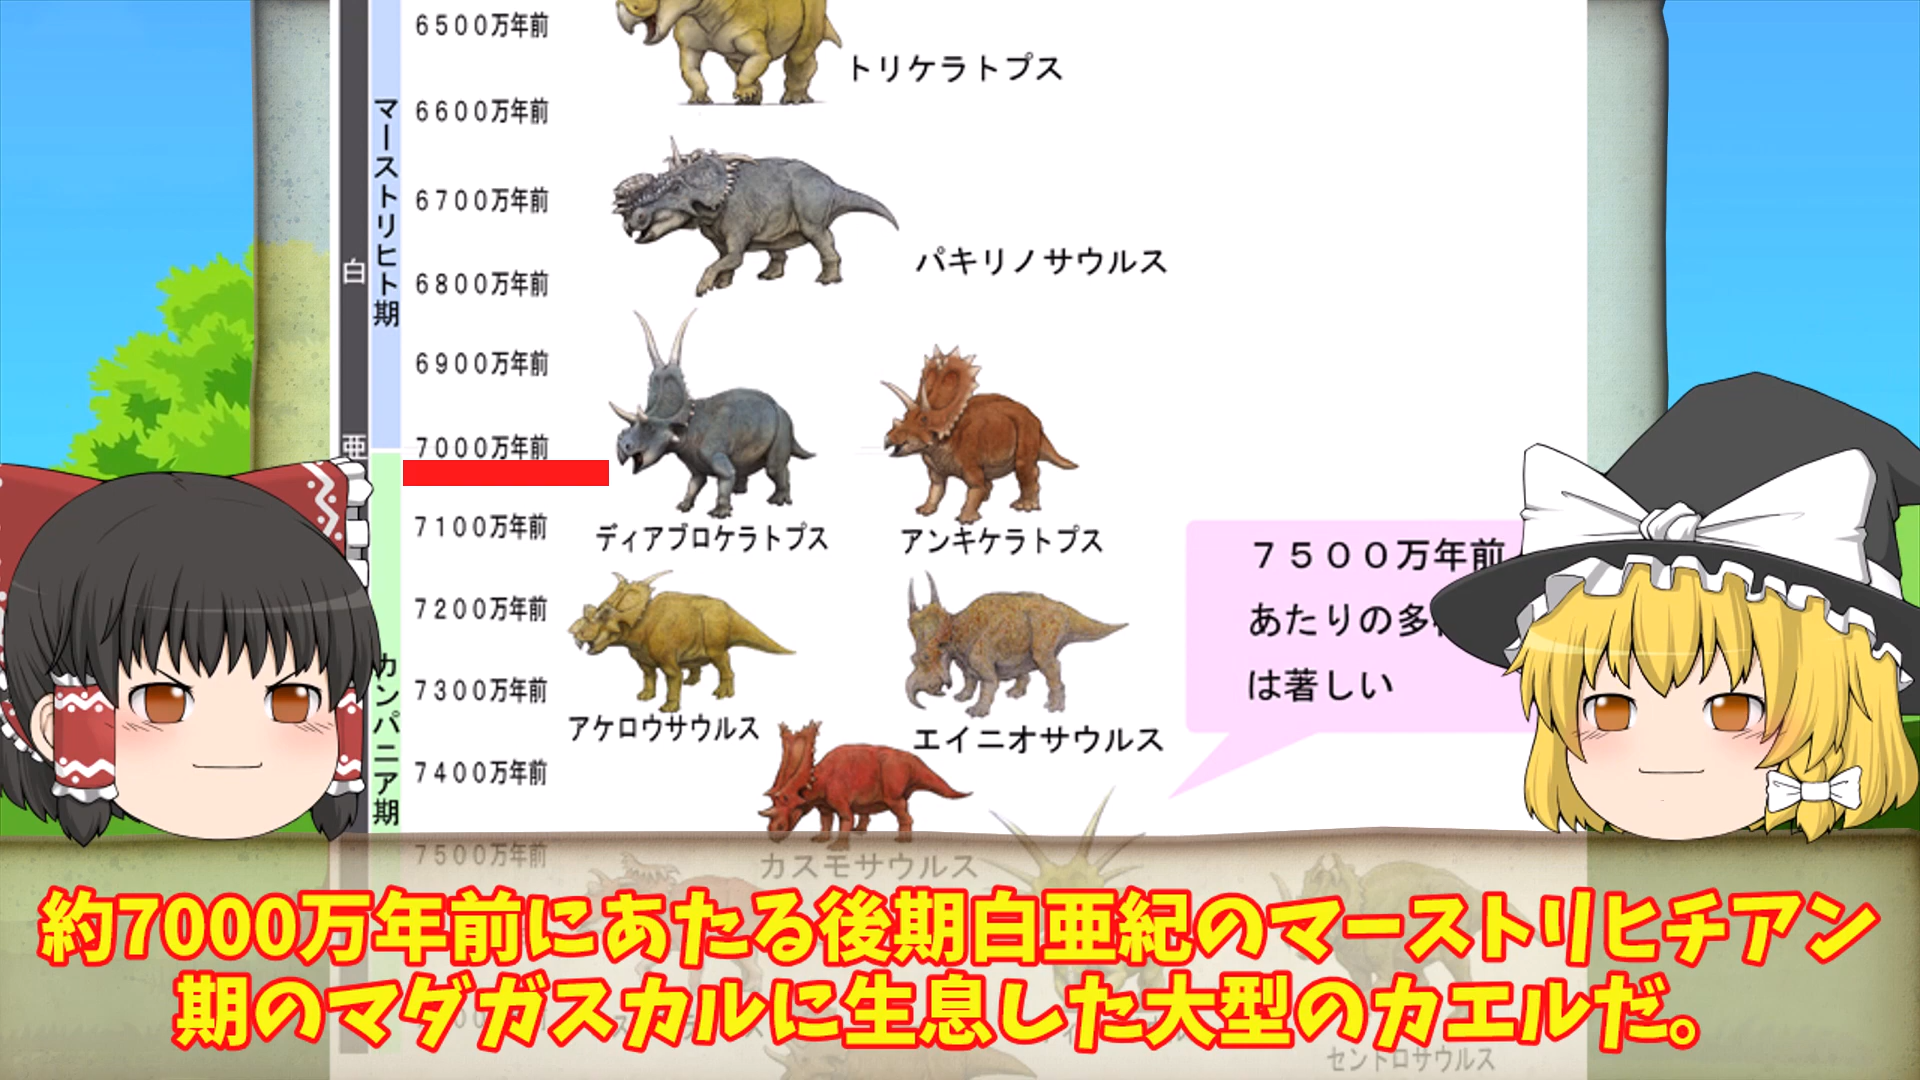 6500万年前
トリケラトプス
6600万年前
マーストリヒト期
6700万年前
パキリノサウルス
白
6800万年前
6900万年前
亜
7000万年前
7100万年前
ディアブロケラトプス
アンキケラトプス
7500万年前
あたりの多
は著しい
7200万年前
カンパニア期
7300万年前
アケロウサウルス
エイニオサウルス
7400万年前
7500万年前
カスモサウルス
約7000万年前にあたる後期白亜紀のマーストリヒチアン
期のマダガスカルに生息した大型のカエルだ。
セントロサウルス